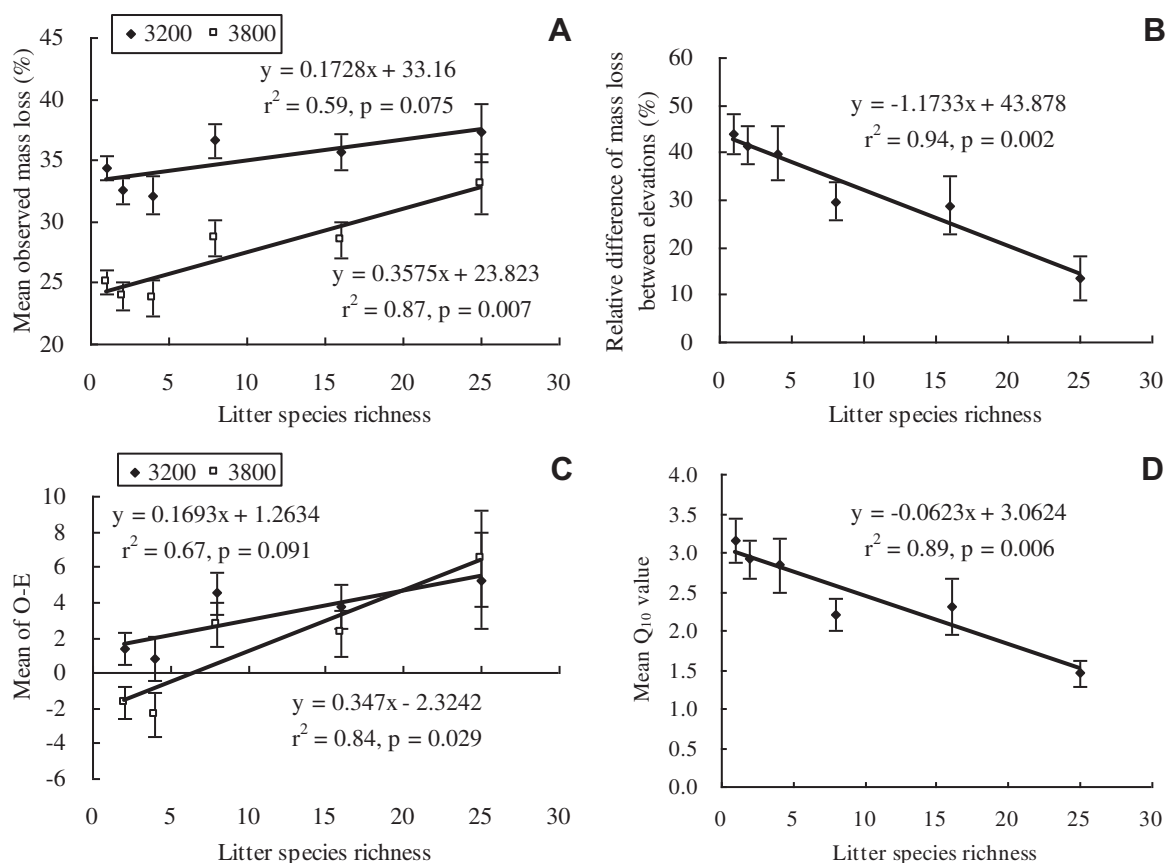 3200 3800
A
Mean observed mass loss (%)
40
35
30
25
20
y = 0.1728x + 33.16
r² = 0.59, p = 0.075
y = 0.3575x + 23.823
r² = 0.87, p = 0.007
0 5 10 15 20 25 30
Litter species richness
B
Relative difference of mass loss
between elevations (%)
60
50
40
30
20
10
0
y = -1.1733x + 43.878
r² = 0.94, p = 0.002
0 5 10 15 20 25 30
Litter species richness
3200 3800
C
Mean of O-E
10
8
6
4
2
0
-2
-4
-6
y = 0.1693x + 1.2634
r² = 0.67, p = 0.091
y = 0.347x - 2.3242
r² = 0.84, p = 0.029
0 5 10 15 20 25 30
Litter species richness
D
Mean Q₁₀ value
4.0
3.5
3.0
2.5
2.0
1.5
1.0
0.5
0.0
y = -0.0623x + 3.0624
r² = 0.89, p = 0.006
0 5 10 15 20 25 30
Litter species richness